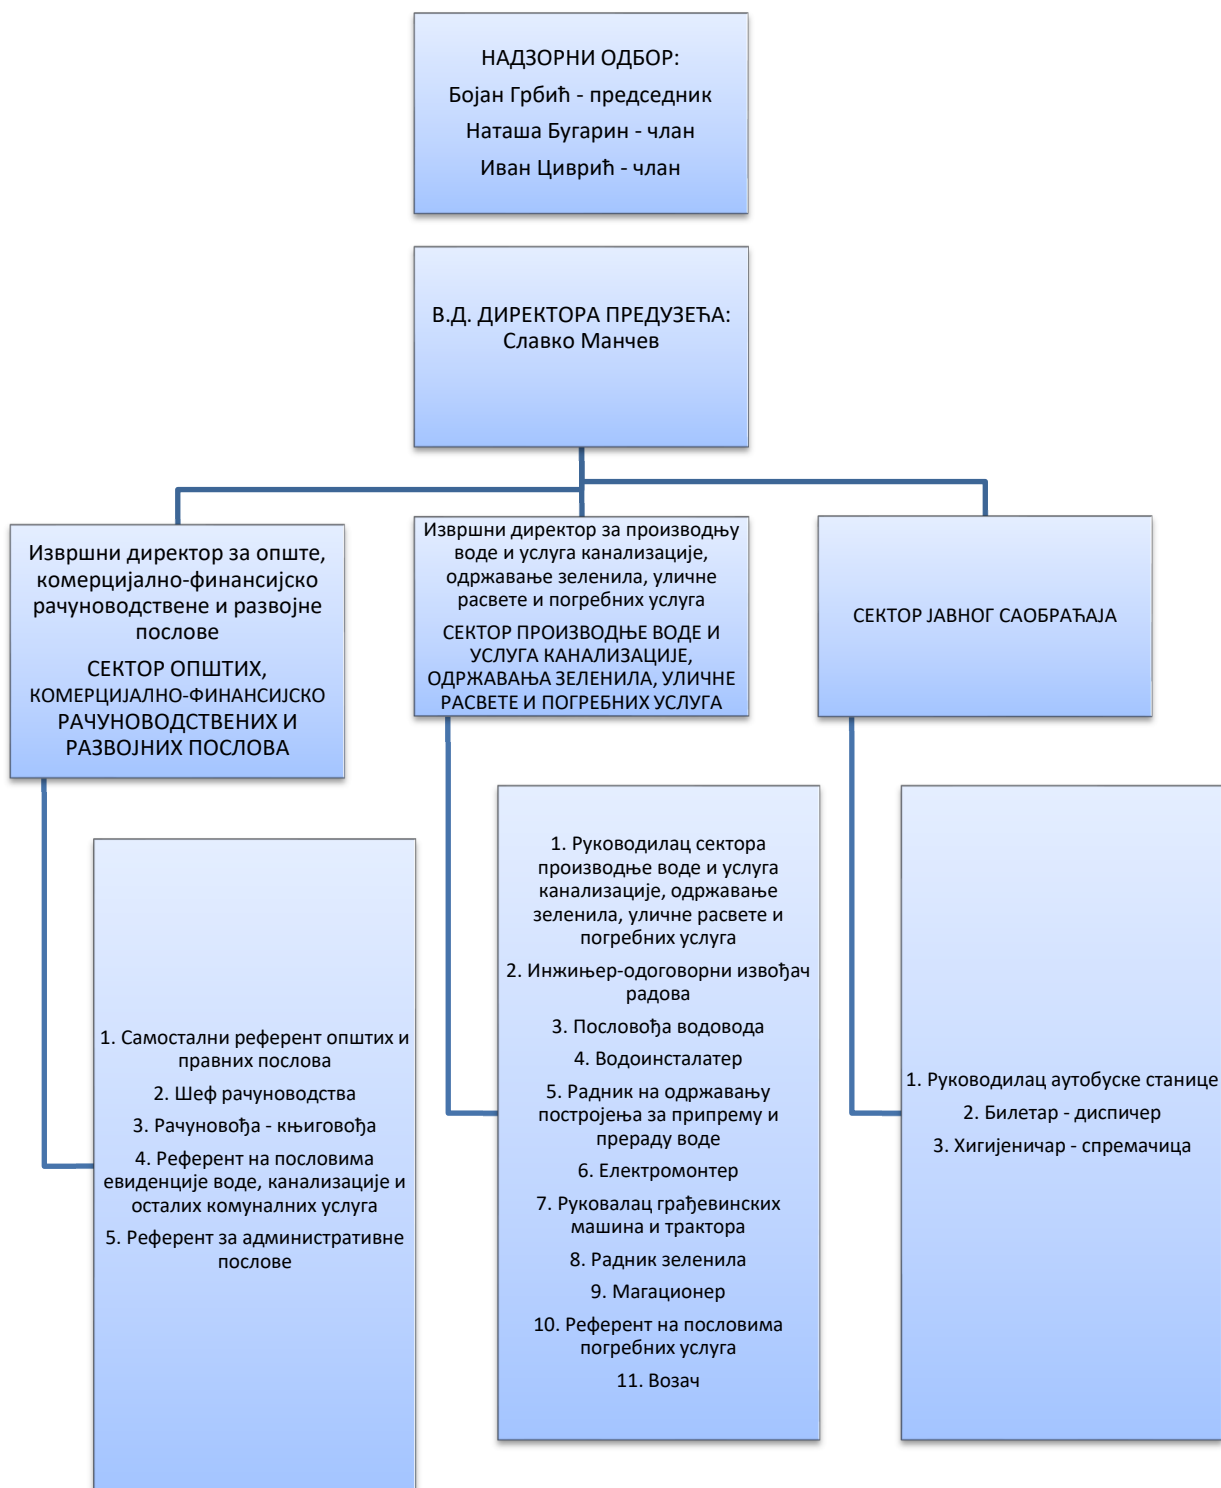 НАДЗОРНИ ОДБОР:
Бојан Грбић - председник
Наташа Бугарин - члан
Иван Циврић - члан
В.Д. ДИРЕКТОРА ПРЕДУЗЕЋА:
Славко Манчев
Извршни директор за опште,
комерцијално-финансијско
рачуноводствене и развојне
послове
СЕКТОР ОПШТИХ,
КОМЕРЦИЈАЛНО-ФИНАНСИЈСКО
РАЧУНОВОДСТВЕНИХ И
РАЗВОЈНИХ ПОСЛОВА
Извршни директор за производњу
воде и услуга канализације,
одржавање зеленила, уличне
расвете и погребних услуга
СЕКТОР ПРОИЗВОДЊЕ ВОДЕ И
УСЛУГА КАНАЛИЗАЦИЈЕ,
ОДРЖАВАЊА ЗЕЛЕНИЛА, УЛИЧНЕ
РАСВЕТЕ И ПОГРЕБНИХ УСЛУГА
СЕКТОР ЈАВНОГ САОБРАЋАЈА
1. Самостални референт општих и
правних послова
2. Шеф рачуноводства
3. Рачуновођа - књиговођа
4. Референт на пословима
евиденције воде, канализације и
осталих комуналних услуга
5. Референт за административне
послове
1. Руководилац сектора
производње воде и услуга
канализације, одржавање
зеленила, уличне расвете и
погребних услуга
2. Инжињер-одоговорни извођач
радова
3. Пословођа водовода
4. Водоинсталатер
5. Радник на одржавању
постројења за припрему и
прераду воде
6. Електромонтер
7. Руковалац грађевинских
машина и трактора
8. Радник зеленила
9. Магационер
10. Референт на пословима
погребних услуга
11. Возач
1. Руководилац аутобуске станице
2. Билетар - диспичер
3. Хигијеничар - спремачица